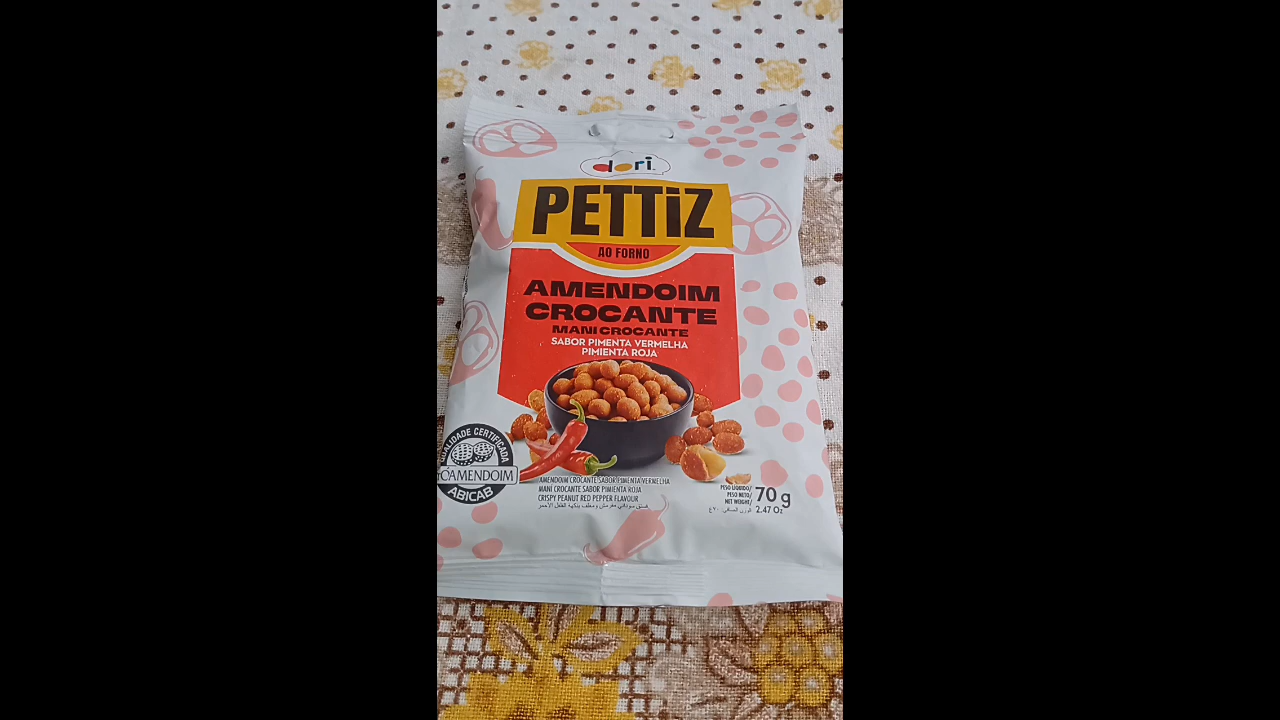 dori
PETTiZ
AO FORNO
AMENDOIM
CROCANTE
MANI CROCANTE
SABOR PIMENTA VERMELHA
PIMIENTA ROJA
QUALIDADE CERTIFICADA
AMENDOIM
ABICAB
AMENDOIM CROCANTE SABOR PIMENTA VERMELHA
MANI CROCANTE SABOR PIMIENTA ROJA
CRISPY PEANUT RED PEPPER FLAVOUR
PESO LÍQUIDO/
PESO NETO/
NET WEIGHT/
70 g
2.47 Oz